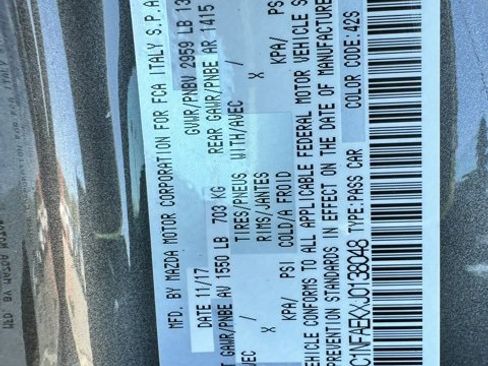 MFD. BY MAZDA MOTOR CORPORATION FOR FCA ITALY S.P.A
DATE 11/17 GVWR/PNBV 2959 LB 13
T GAWR/PNBE AV 1550 LB 703 KG REAR GAWR/PNBE AR 1415
VEC TIRES/PNEUS WITH/AVEC
X RIMS/JANTES X
KPA/ PSI COLD/A FROID KPA/ PS
VEHICLE CONFORMS TO ALL APPLICABLE FEDERAL MOTOR VEHICLE S
PREVENTION STANDARDS IN EFFECT ON THE DATE OF MANUFACTURE
C1NFAEKXJ0138048 TYPE:PASS CAR COLOR CODE:42S